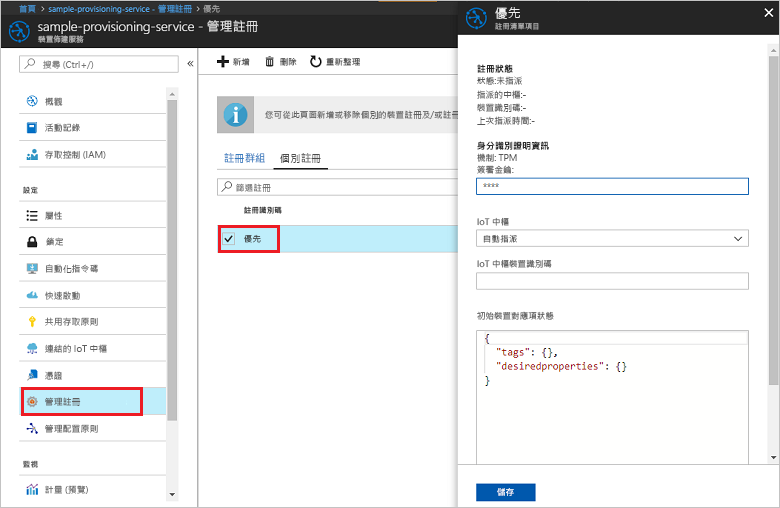 首頁 > sample-provisioning-service - 管理註冊 > 優先
sample-provisioning-service - 管理註冊
裝置佈建服務
搜尋 (Ctrl+/)
概觀
活動記錄
存取控制 (IAM)
設定
屬性
鎖定
自動化指令碼
快速啟動
共用存取原則
連結的 IoT 中樞
憑證
管理註冊
管理配置原則
監視
計量 (預覽)
新增
刪除
重新整理
您可從此頁面新增或移除個別的裝置註冊及/或註冊
註冊群組
個別註冊
篩選註冊
註冊識別碼
優先
優先
註冊清單項目
註冊狀態
狀態:未指派
指派的中樞:-
裝置識別碼:-
上次指派時間:-
身分識別證明資訊
機制: TPM
簽署金鑰:
****
IoT 中樞
自動指派
IoT 中樞裝置識別碼
初始裝置對應項狀態
{
"tags": {},
"desiredproperties": {}
}
儲存